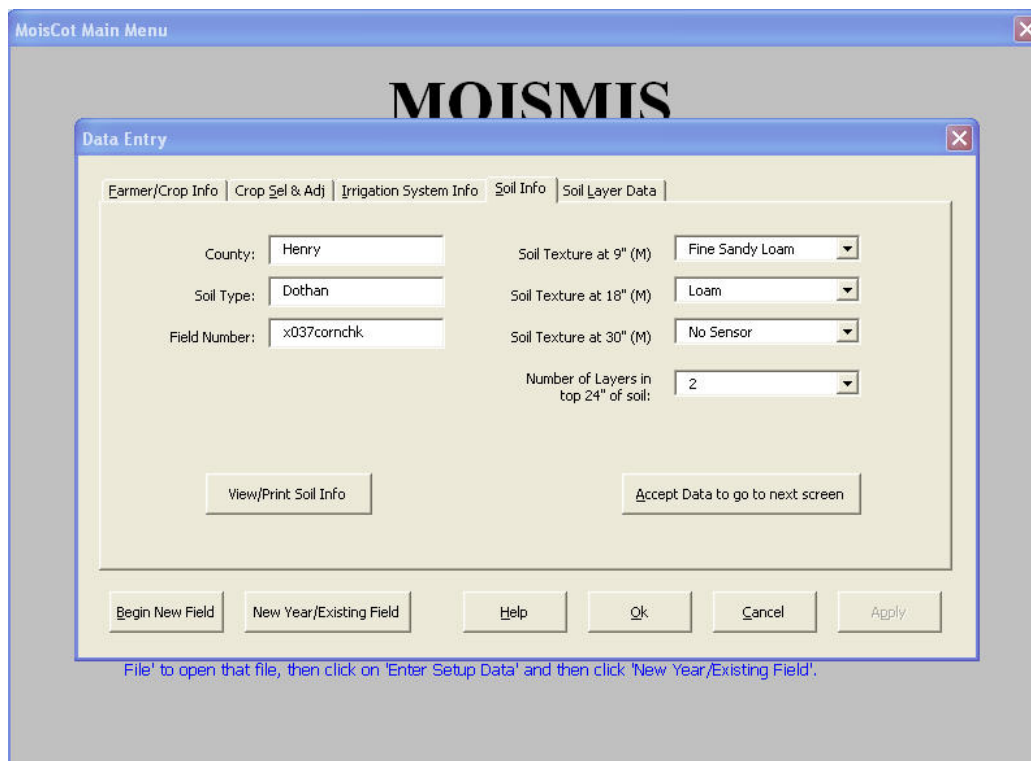 MoisCot Main Menu
MOISMIS
Data Entry
Farmer/Crop Info
Crop Sel & Adj
Irrigation System Info
Soil Info
Soil Layer Data
County: Henry
Soil Type: Dothan
Field Number: x037cornchk
Soil Texture at 9" (M) Fine Sandy Loam
Soil Texture at 18" (M) Loam
Soil Texture at 30" (M) No Sensor
Number of Layers in
top 24" of soil: 2
View/Print Soil Info
Accept Data to go to next screen
Begin New Field
New Year/Existing Field
Help
Ok
Cancel
Apply
File' to open that file, then click on 'Enter Setup Data' and then click 'New Year/Existing Field'.